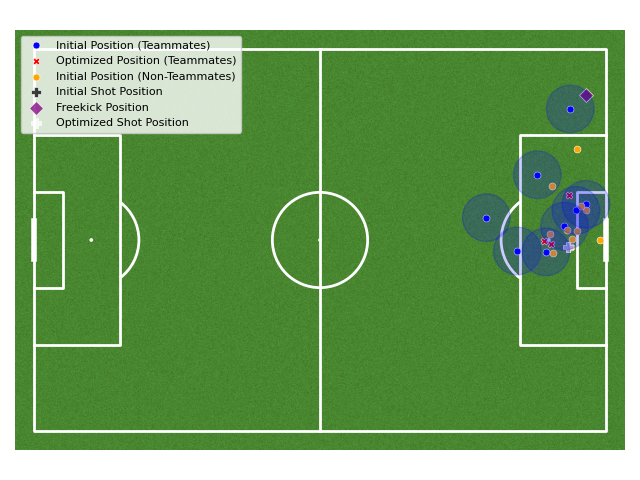 Initial Position (Teammates)
Optimized Position (Teammates)
Initial Position (Non-Teammates)
Initial Shot Position
Freekick Position
Optimized Shot Position